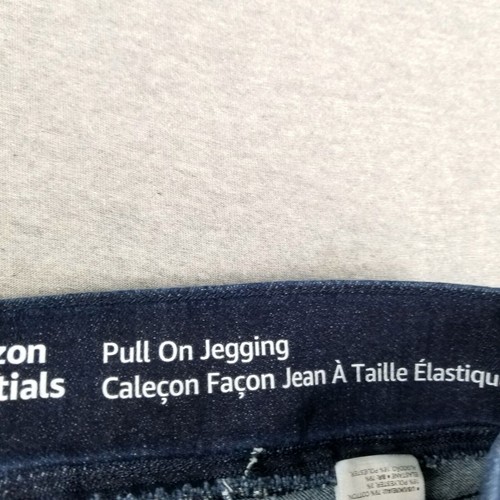 zon
tials
Pull On Jegging
Caleçon Façon Jean À Taille Élastiqu